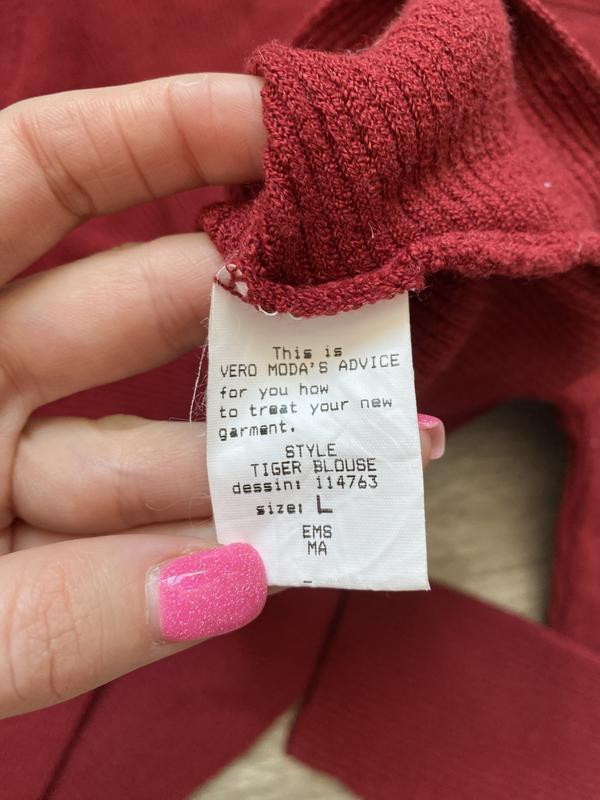 This is
VERO MODA'S ADVICE
for you how
to treat your new
garment.
STYLE
TIGER BLOUSE
dessin: 114763
size: L
EMS
MA